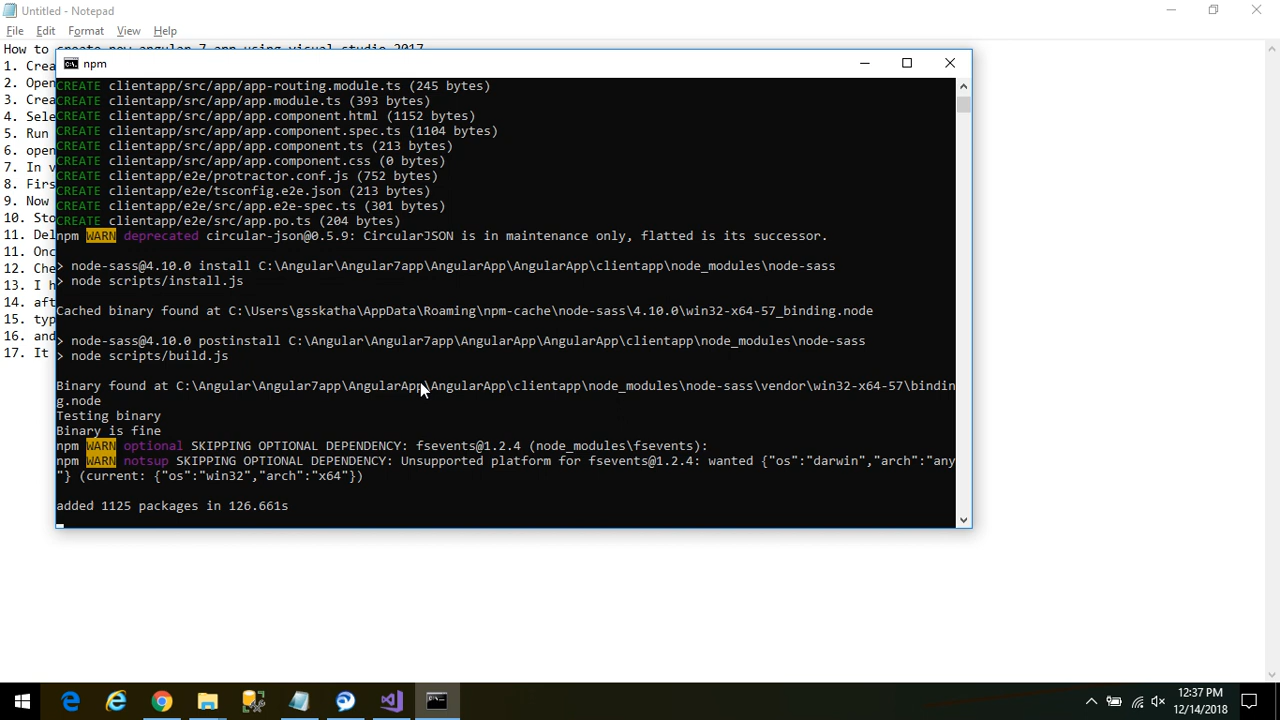 Untitled - Notepad
File Edit Format View Help
How to create new angular 7 app using visual studio 2017
1. Crea
2. Open
3. Crea
4. Sele
5. Run
6. open
7. In v
8. Firs
9. Now
10. Sto
11. Del
11. Onc
12. Che
13. I h
14. aft
15. typ
16. and
17. It
npm
CREATE clientapp/src/app/app-routing.module.ts (245 bytes)
CREATE clientapp/src/app/app.module.ts (393 bytes)
CREATE clientapp/src/app/app.component.html (1152 bytes)
CREATE clientapp/src/app/app.component.spec.ts (1104 bytes)
CREATE clientapp/src/app/app.component.ts (213 bytes)
CREATE clientapp/src/app/app.component.css (0 bytes)
CREATE clientapp/e2e/protractor.conf.js (752 bytes)
CREATE clientapp/e2e/tsconfig.e2e.json (213 bytes)
CREATE clientapp/e2e/src/app.e2e-spec.ts (301 bytes)
CREATE clientapp/e2e/src/app.po.ts (204 bytes)
npm WARN deprecated circular-json@0.5.9: CircularJSON is in maintenance only, flatted is its successor.
> node-sass@4.10.0 install C:\Angular\Angular7app\AngularApp\AngularApp\clientapp\node_modules\node-sass
> node scripts/install.js
Cached binary found at C:\Users\gsskatha\AppData\Roaming\npm-cache\node-sass\4.10.0\win32-x64-57_binding.node
> node-sass@4.10.0 postinstall C:\Angular\Angular7app\AngularApp\AngularApp\clientapp\node_modules\node-sass
> node scripts/build.js
Binary found at C:\Angular\Angular7app\AngularApp\AngularApp\clientapp\node_modules\node-sass\vendor\win32-x64-57\bindin
g.node
Testing binary
Binary is fine
npm WARN optional SKIPPING OPTIONAL DEPENDENCY: fsevents@1.2.4 (node_modules\fsevents):
npm WARN notsup SKIPPING OPTIONAL DEPENDENCY: Unsupported platform for fsevents@1.2.4: wanted {"os":"darwin","arch":"any
"} (current: {"os":"win32","arch":"x64"})
added 1125 packages in 126.661s
12:37 PM
12/14/2018